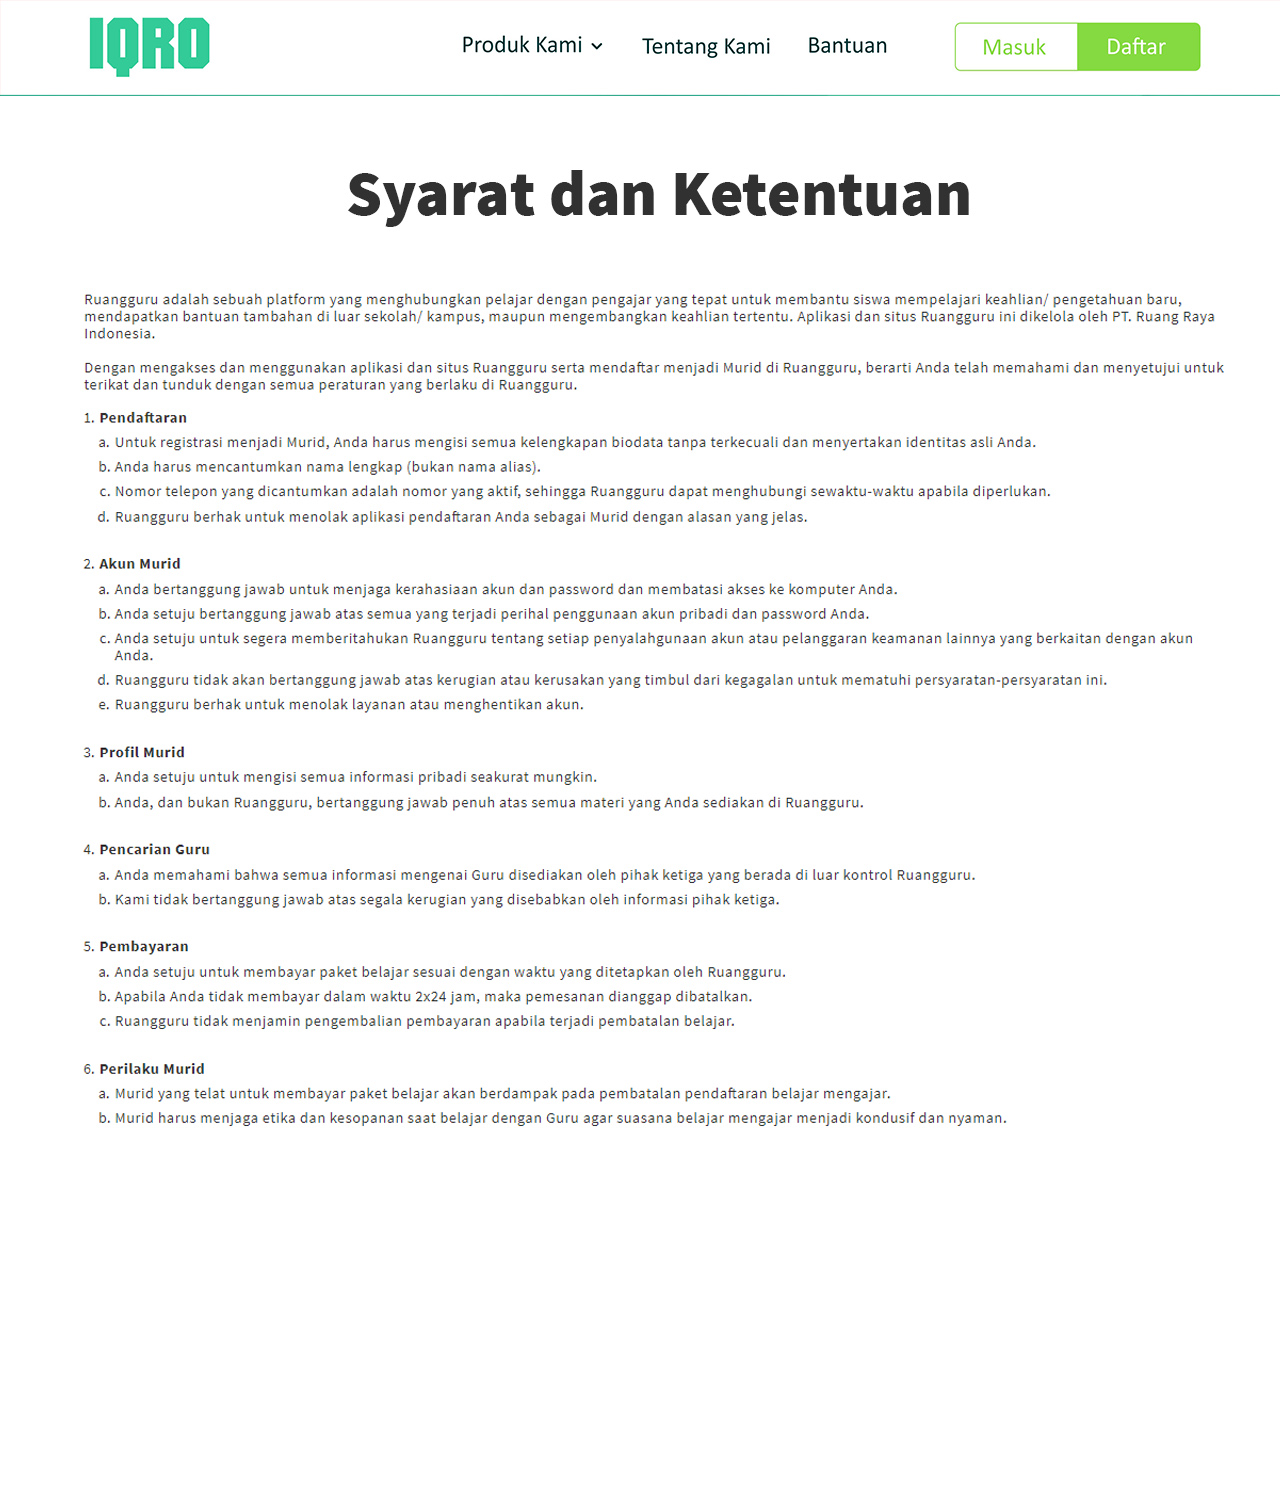 IQRO
Produk Kami
Tentang Kami
Bantuan
Masuk
Daftar
Syarat dan Ketentuan
Ruangguru adalah sebuah platform yang menghubungkan pelajar dengan pengajar yang tepat untuk membantu siswa mempelajari keahlian/ pengetahuan baru,
mendapatkan bantuan tambahan di luar sekolah/ kampus, maupun mengembangkan keahlian tertentu. Aplikasi dan situs Ruangguru ini dikelola oleh PT. Ruang Raya
Indonesia.
Dengan mengakses dan menggunakan aplikasi dan situs Ruangguru serta mendaftar menjadi Murid di Ruangguru, berarti Anda telah memahami dan menyetujui untuk
terikat dan tunduk dengan semua peraturan yang berlaku di Ruangguru.
1. Pendaftaran
a. Untuk registrasi menjadi Murid, Anda harus mengisi semua kelengkapan biodata tanpa terkecuali dan menyertakan identitas asli Anda.
b. Anda harus mencantumkan nama lengkap (bukan nama alias).
c. Nomor telepon yang dicantumkan adalah nomor yang aktif, sehingga Ruangguru dapat menghubungi sewaktu-waktu apabila diperlukan.
d. Ruangguru berhak untuk menolak aplikasi pendaftaran Anda sebagai Murid dengan alasan yang jelas.
2. Akun Murid
a. Anda bertanggung jawab untuk menjaga kerahasiaan akun dan password dan membatasi akses ke komputer Anda.
b. Anda setuju bertanggung jawab atas semua yang terjadi perihal penggunaan akun pribadi dan password Anda.
c. Anda setuju untuk segera memberitahukan Ruangguru tentang setiap penyalahgunaan akun atau pelanggaran keamanan lainnya yang berkaitan dengan akun
Anda.
d. Ruangguru tidak akan bertanggung jawab atas kerugian atau kerusakan yang timbul dari kegagalan untuk mematuhi persyaratan-persyaratan ini.
e. Ruangguru berhak untuk menolak layanan atau menghentikan akun.
3. Profil Murid
a. Anda setuju untuk mengisi semua informasi pribadi seakurat mungkin.
b. Anda, dan bukan Ruangguru, bertanggung jawab penuh atas semua materi yang Anda sediakan di Ruangguru.
4. Pencarian Guru
a. Anda memahami bahwa semua informasi mengenai Guru disediakan oleh pihak ketiga yang berada di luar kontrol Ruangguru.
b. Kami tidak bertanggung jawab atas segala kerugian yang disebabkan oleh informasi pihak ketiga.
5. Pembayaran
a. Anda setuju untuk membayar paket belajar sesuai dengan waktu yang ditetapkan oleh Ruangguru.
b. Apabila Anda tidak membayar dalam waktu 2x24 jam, maka pemesanan dianggap dibatalkan.
c. Ruangguru tidak menjamin pengembalian pembayaran apabila terjadi pembatalan belajar.
6. Perilaku Murid
a. Murid yang telat untuk membayar paket belajar akan berdampak pada pembatalan pendaftaran belajar mengajar.
b. Murid harus menjaga etika dan kesopanan saat belajar dengan Guru agar suasana belajar mengajar menjadi kondusif dan nyaman.